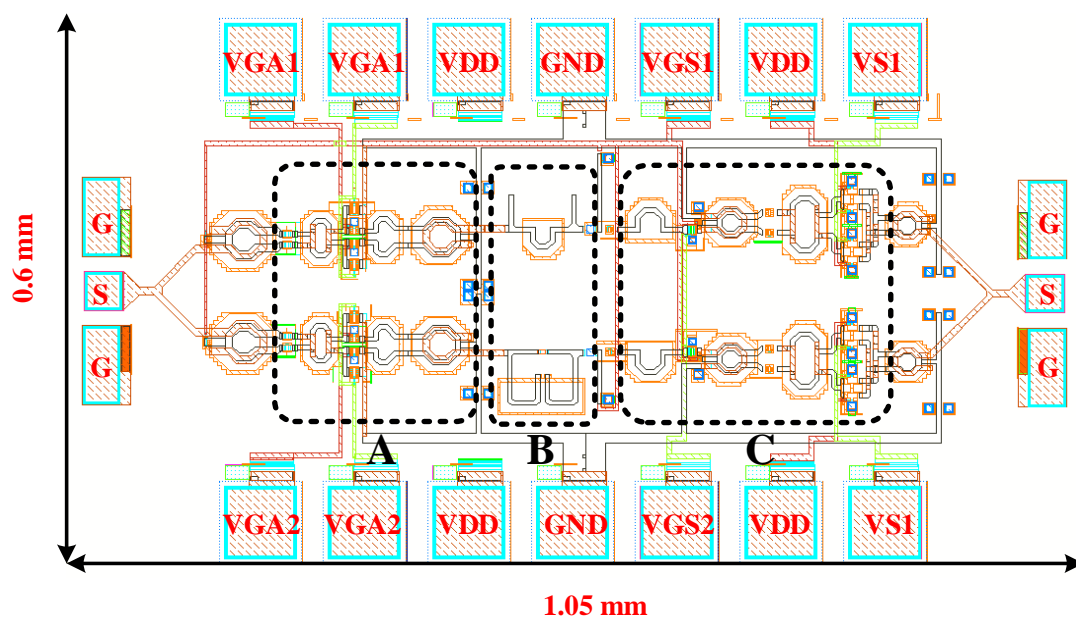 VGA1 VGA1 VDD GND VGS1 VDD VS1
G G
S S
G G
0.6 mm
A B C
VGA2 VGA2 VDD GND VGS2 VDD VS1
1.05 mm